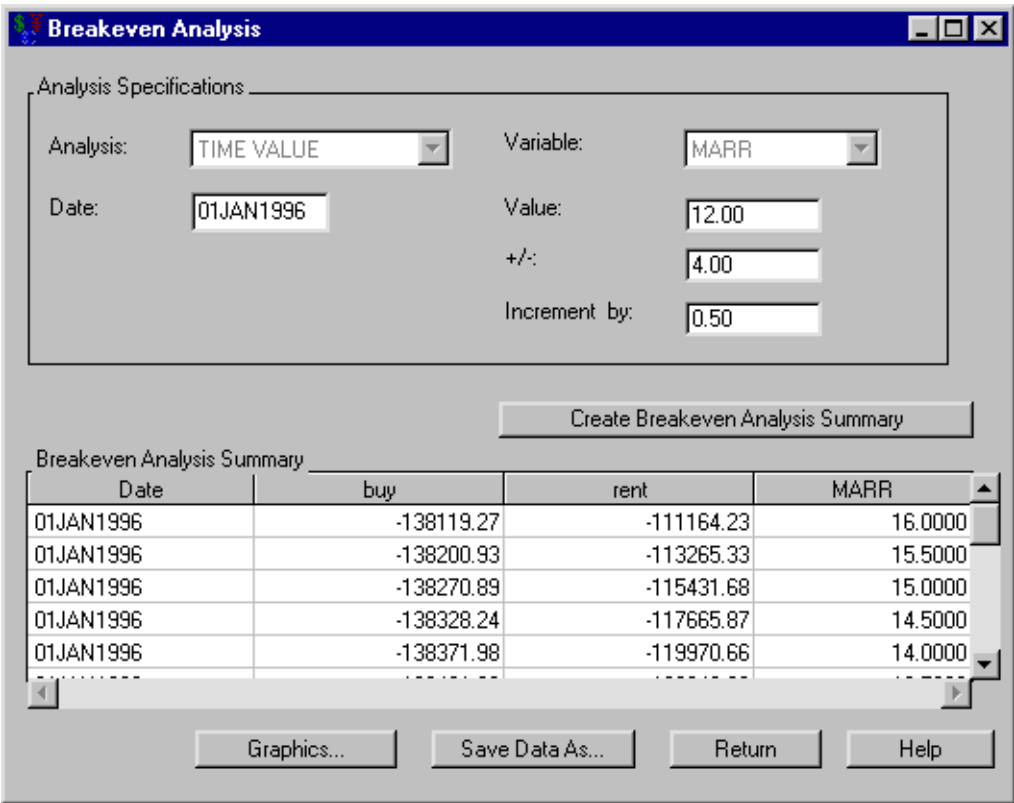 Breakeven Analysis
Analysis Specifications
Analysis: TIME VALUE Variable: MARR
Date: 01JAN1996 Value: 12.00
+/-: 4.00
Increment by: 0.50
Create Breakeven Analysis Summary
Breakeven Analysis Summary
Date buy rent MARR
01JAN1996 -138119.27 -111164.23 16.0000
01JAN1996 -138200.93 -113265.33 15.5000
01JAN1996 -138270.89 -115431.68 15.0000
01JAN1996 -138328.24 -117665.87 14.5000
01JAN1996 -138371.98 -119970.66 14.0000
Graphics... Save Data As... Return Help